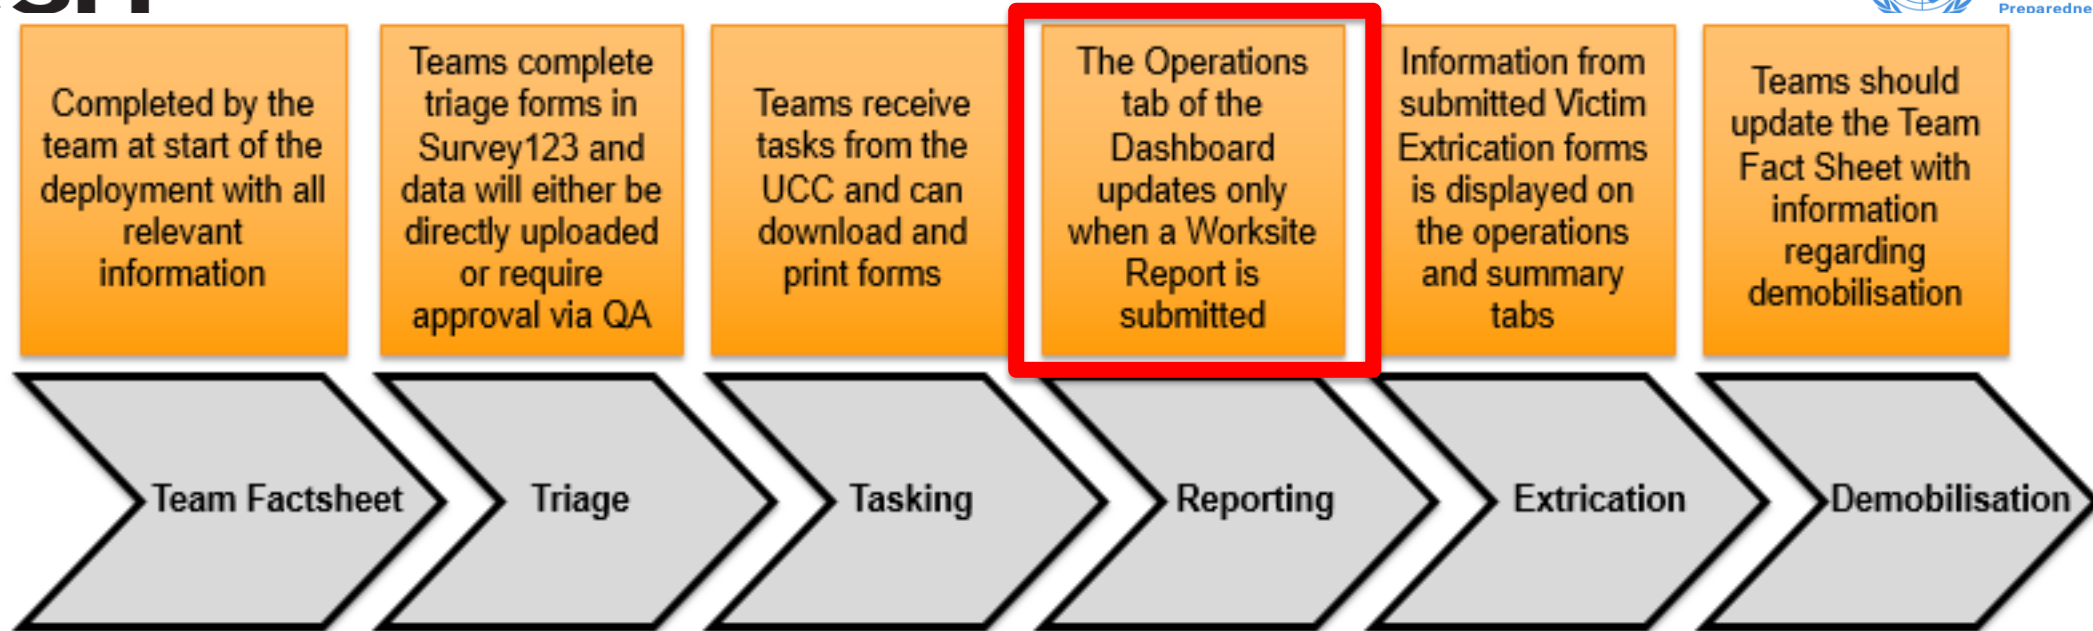 Preparedne
Completed by the
team at start of the
deployment with all
relevant
information
Teams complete
triage forms in
Survey123 and
data will either be
directly uploaded
or require
approval via QA
Teams receive
tasks from the
UCC and can
download and
print forms
The Operations
tab of the
Dashboard
updates only
when a Worksite
Report is
submitted
Information from
submitted Victim
Extrication forms
is displayed on
the operations
and summary
tabs
Teams should
update the Team
Fact Sheet with
information
regarding
demobilisation
Team Factsheet
Triage
Tasking
Reporting
Extrication
Demobilisation